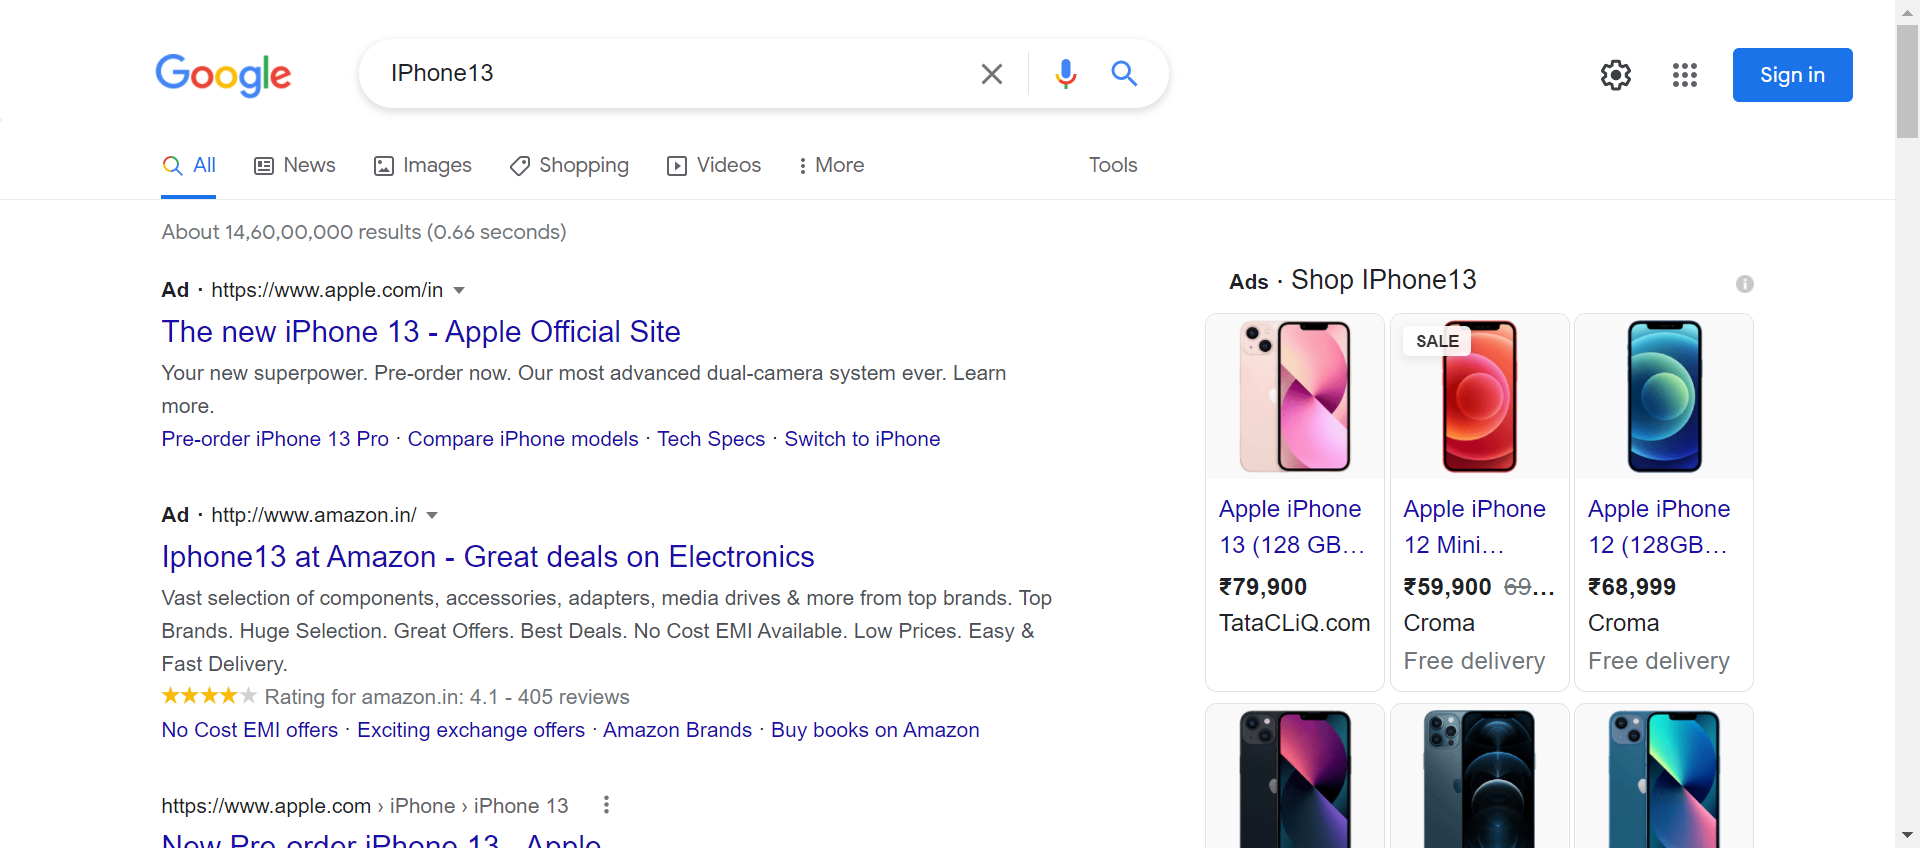 Google
IPhone13
Sign in
All
News
Images
Shopping
Videos
More
Tools
About 14,60,00,000 results (0.66 seconds)
Ad · https://www.apple.com/in
The new iPhone 13 - Apple Official Site
Your new superpower. Pre-order now. Our most advanced dual-camera system ever. Learn
more.
Pre-order iPhone 13 Pro · Compare iPhone models · Tech Specs · Switch to iPhone
Ad · http://www.amazon.in/
Iphone13 at Amazon - Great deals on Electronics
Vast selection of components, accessories, adapters, media drives & more from top brands. Top
Brands. Huge Selection. Great Offers. Best Deals. No Cost EMI Available. Low Prices. Easy &
Fast Delivery.
Rating for amazon.in: 4.1 - 405 reviews
No Cost EMI offers · Exciting exchange offers · Amazon Brands · Buy books on Amazon
https://www.apple.com › iPhone › iPhone 13
New Pre-order iPhone 13 - Apple
Ads · Shop IPhone13
Apple iPhone
13 (128 GB...
₹79,900
TataCLiQ.com
SALE
Apple iPhone
12 Mini...
₹59,900 69...
Croma
Free delivery
Apple iPhone
12 (128GB...
₹68,999
Croma
Free delivery